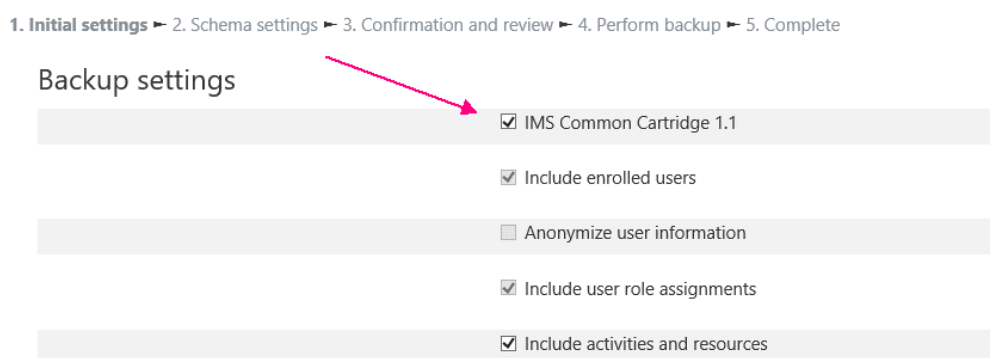 1. Initial settings ► 2. Schema settings ► 3. Confirmation and review ► 4. Perform backup ► 5. Complete
Backup settings
IMS Common Cartridge 1.1
Include enrolled users
Anonymize user information
Include user role assignments
Include activities and resources